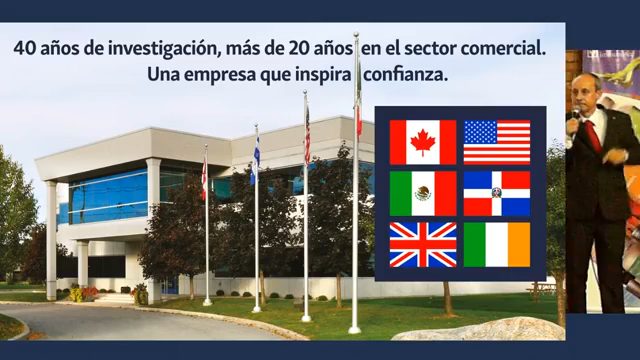 40 años de investigación, más de 20 años en el sector comercial.
Una empresa que inspira confianza.